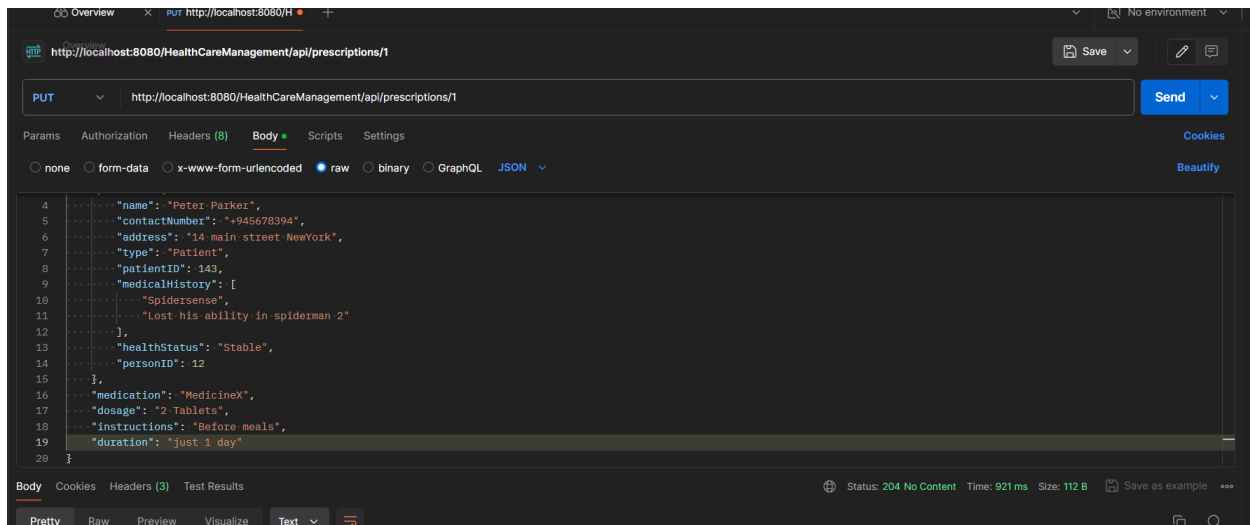 Overview PUT http://localhost:8080/H + No environment
HTTP http://localhost:8080/HealthCareManagement/api/prescriptions/1 Save
Overview
PUT http://localhost:8080/HealthCareManagement/api/prescriptions/1 Send
Params Authorization Headers (8) Body Scripts Settings Cookies
none form-data x-www-form-urlencoded raw binary GraphQL JSON Beautify
4 "name": "Peter Parker",
5 "contactNumber": "+945678394",
6 "address": "14 main street NewYork",
7 "type": "Patient",
8 "patientID": 143,
9 "medicalHistory": [
10 "Spidersense",
11 "Lost his ability in spiderman 2"
12 ],
13 "healthStatus": "Stable",
14 "personID": 12
15 },
16 "medication": "MedicineX",
17 "dosage": "2 Tablets",
18 "instructions": "Before meals",
19 "duration": "just 1 day"
20 }
Body Cookies Headers (3) Test Results Status: 204 No Content Time: 921 ms Size: 112 B Save as example
Pretty Raw Preview Visualize Text